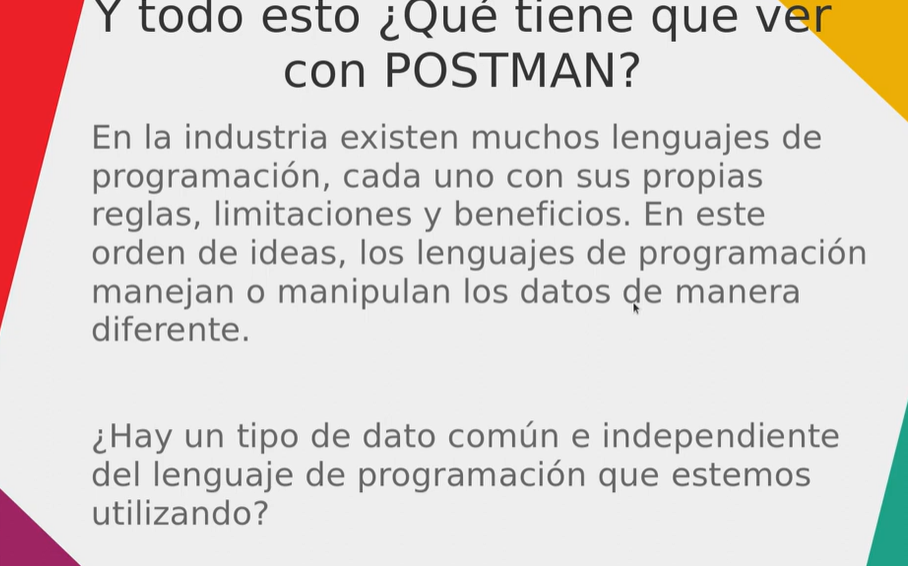 Y todo esto ¿Qué tiene que ver
con POSTMAN?
En la industria existen muchos lenguajes de
programación, cada uno con sus propias
reglas, limitaciones y beneficios. En este
orden de ideas, los lenguajes de programación
manejan o manipulan los datos de manera
diferente.
¿Hay un tipo de dato común e independiente
del lenguaje de programación que estemos
utilizando?